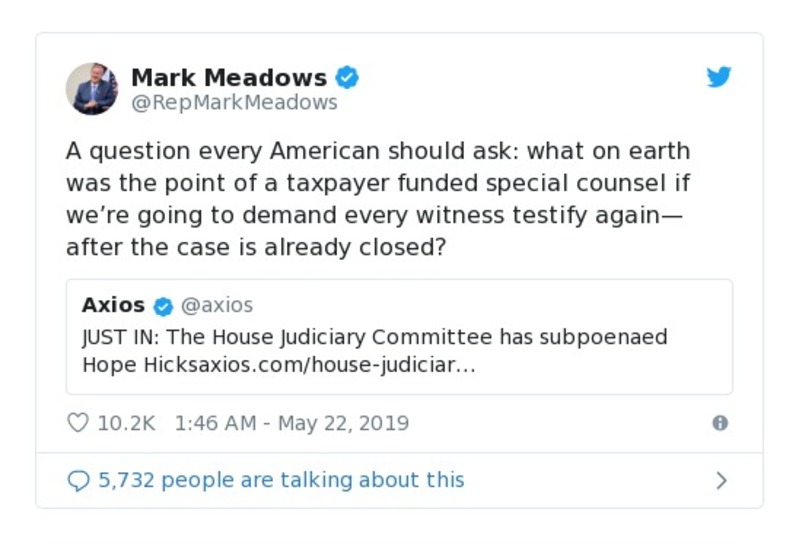 Mark Meadows
@RepMarkMeadows
A question every American should ask: what on earth
was the point of a taxpayer funded special counsel if
we’re going to demand every witness testify again—
after the case is already closed?
Axios @axios
JUST IN: The House Judiciary Committee has subpoenaed
Hope Hicksaxios.com/house-judiciar…
10.2K 1:46 AM - May 22, 2019
5,732 people are talking about this